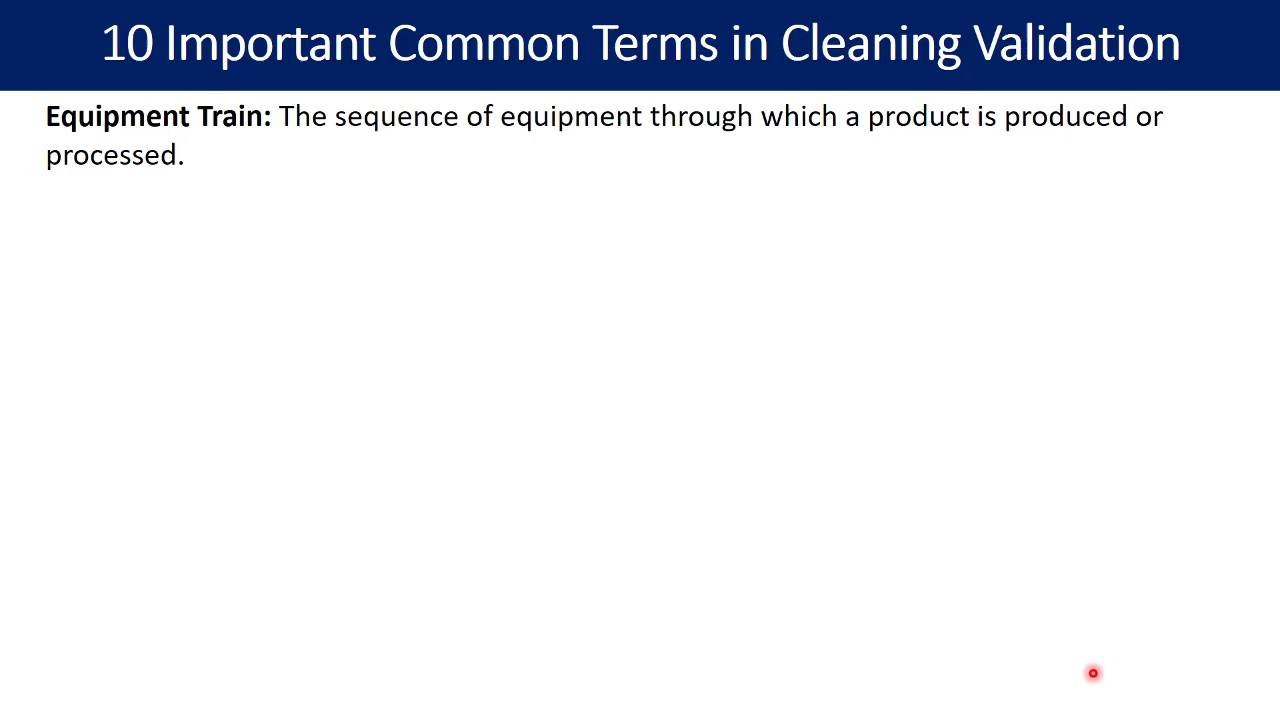 10 Important Common Terms in Cleaning Validation
Equipment Train: The sequence of equipment through which a product is produced or
processed.